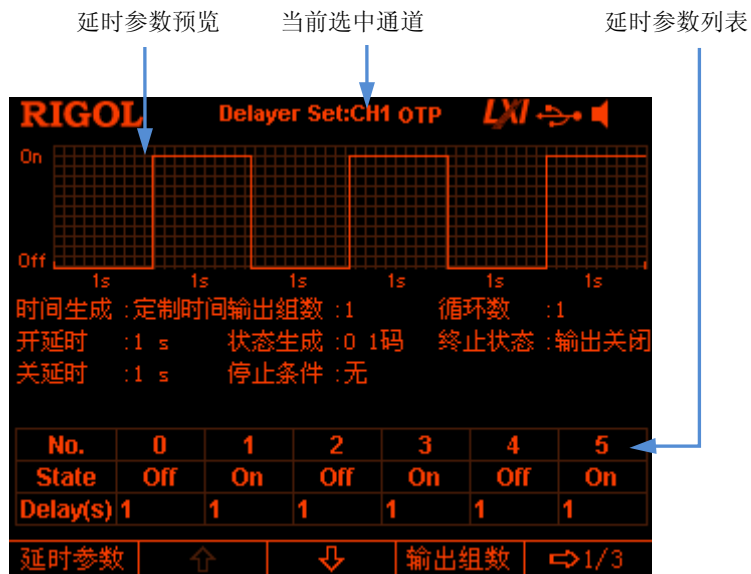 延时参数预览 当前选中通道 延时参数列表
RIGOL Delayer Set:CH1 OTP LXI
On
Off
1s 1s 1s 1s 1s 1s
时间生成 :定制时间输出组数 :1 循环数 :1
开延时 :1 s 状态生成 :0 1码 终止状态 :输出关闭
关延时 :1 s 停止条件 :无
No. 0 1 2 3 4 5
State Off On Off On Off On
Delay(s) 1 1 1 1 1 1
延时参数 输出组数 1/3